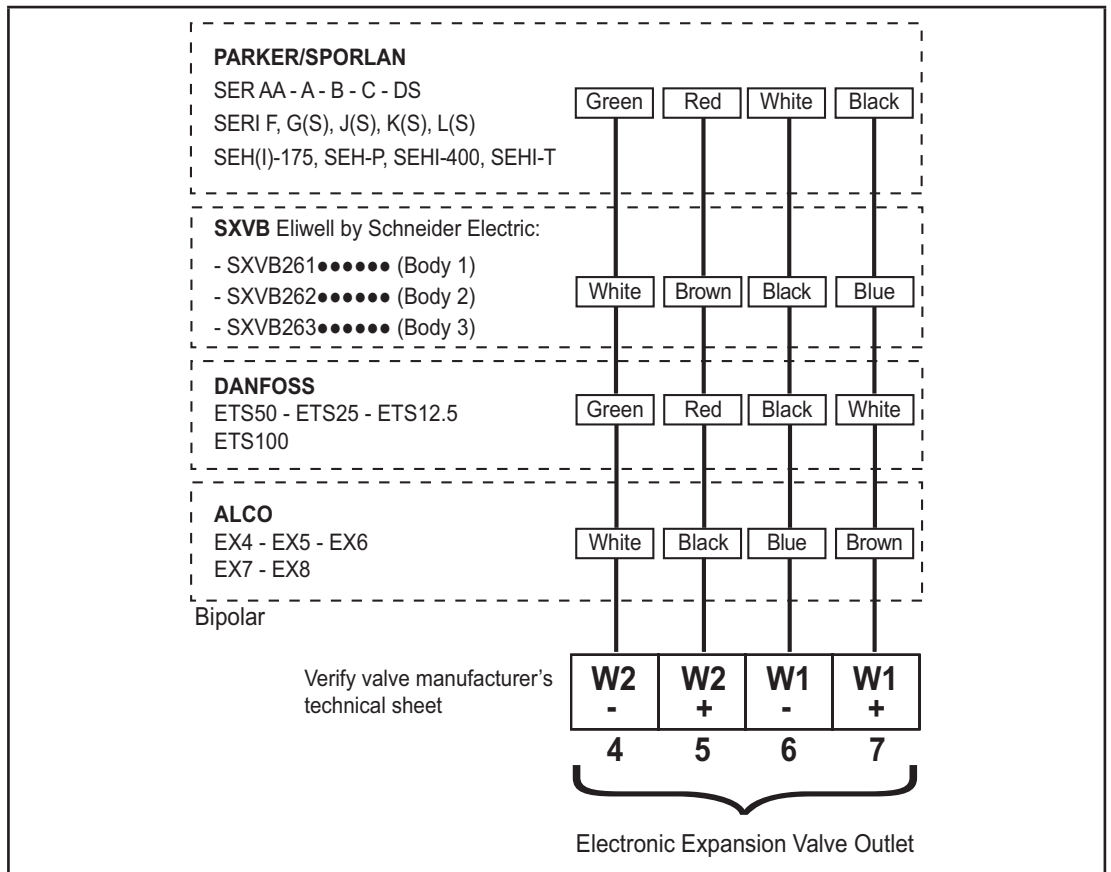 PARKER/SPORLAN
SER AA - A - B - C - DS
SERI F, G(S), J(S), K(S), L(S)
SEH(I)-175, SEH-P, SEHI-400, SEHI-T
Green Red White Black
SXVB Eliwell by Schneider Electric:
- SXVB261●●●●●● (Body 1)
- SXVB262●●●●●● (Body 2)
- SXVB263●●●●●● (Body 3)
White Brown Black Blue
DANFOSS
ETS50 - ETS25 - ETS12.5
ETS100
Green Red Black White
ALCO
EX4 - EX5 - EX6
EX7 - EX8
White Black Blue Brown
Bipolar
Verify valve manufacturer's
technical sheet
W2 W2 W1 W1
- + - +
4 5 6 7
Electronic Expansion Valve Outlet